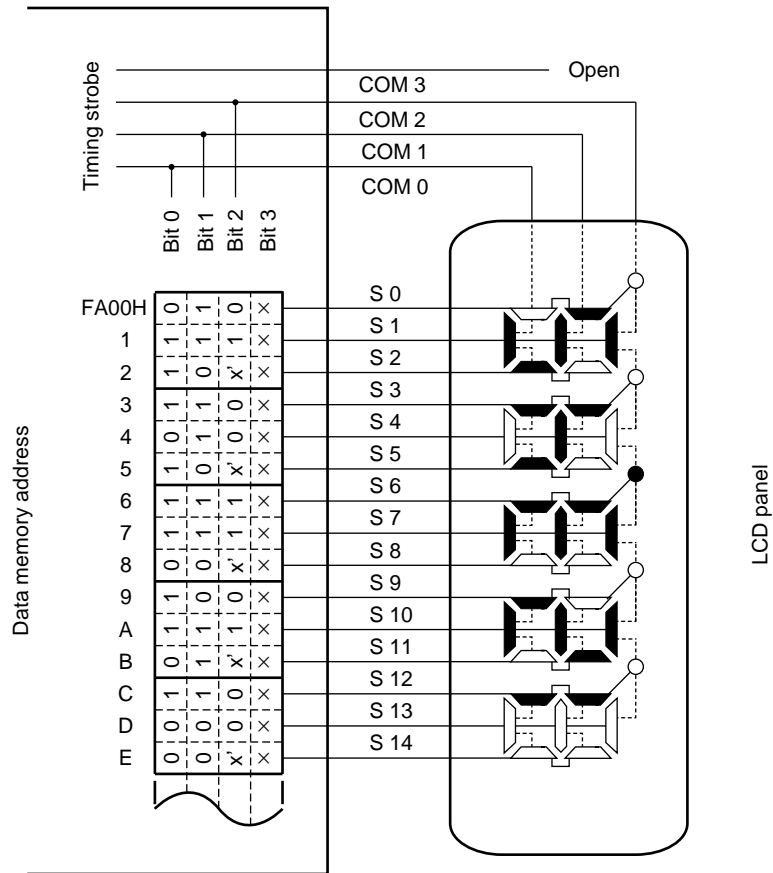 Timing strobe
Open
COM 3
COM 2
COM 1
COM 0
Bit 0
Bit 1
Bit 2
Bit 3
Data memory address
LCD panel
FA00H 0 1 0 × S 0
1 1 1 1 × S 1
2 1 0 x' × S 2
3 1 1 0 × S 3
4 0 1 0 × S 4
5 1 0 x' × S 5
6 1 1 1 × S 6
7 1 1 1 × S 7
8 0 0 x' × S 8
9 1 0 0 × S 9
A 1 1 1 × S 10
B 0 1 x' × S 11
C 1 1 0 × S 12
D 0 0 0 × S 13
E 0 0 x' × S 14